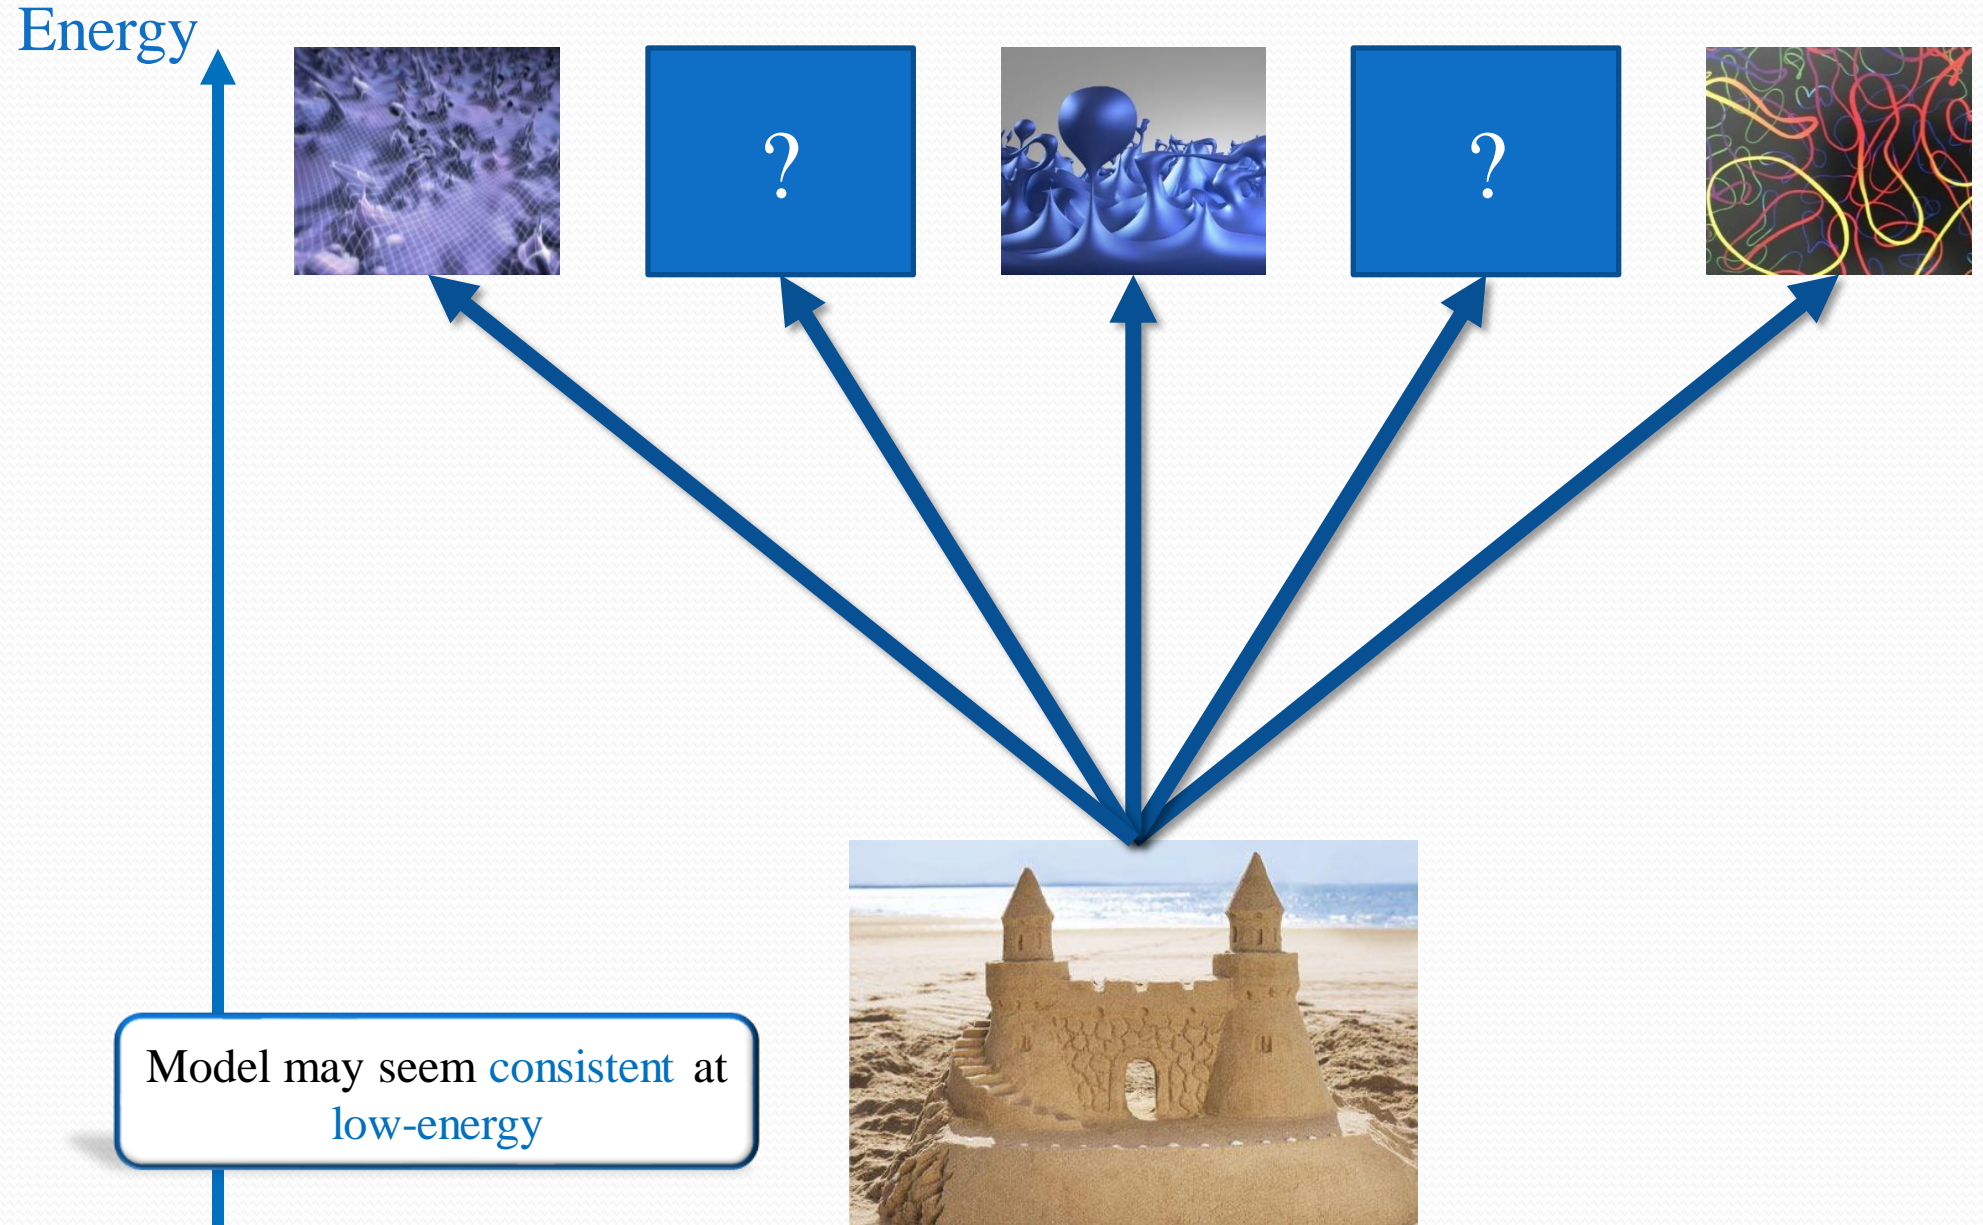 Energy
?
?
Model may seem consistent at
low-energy